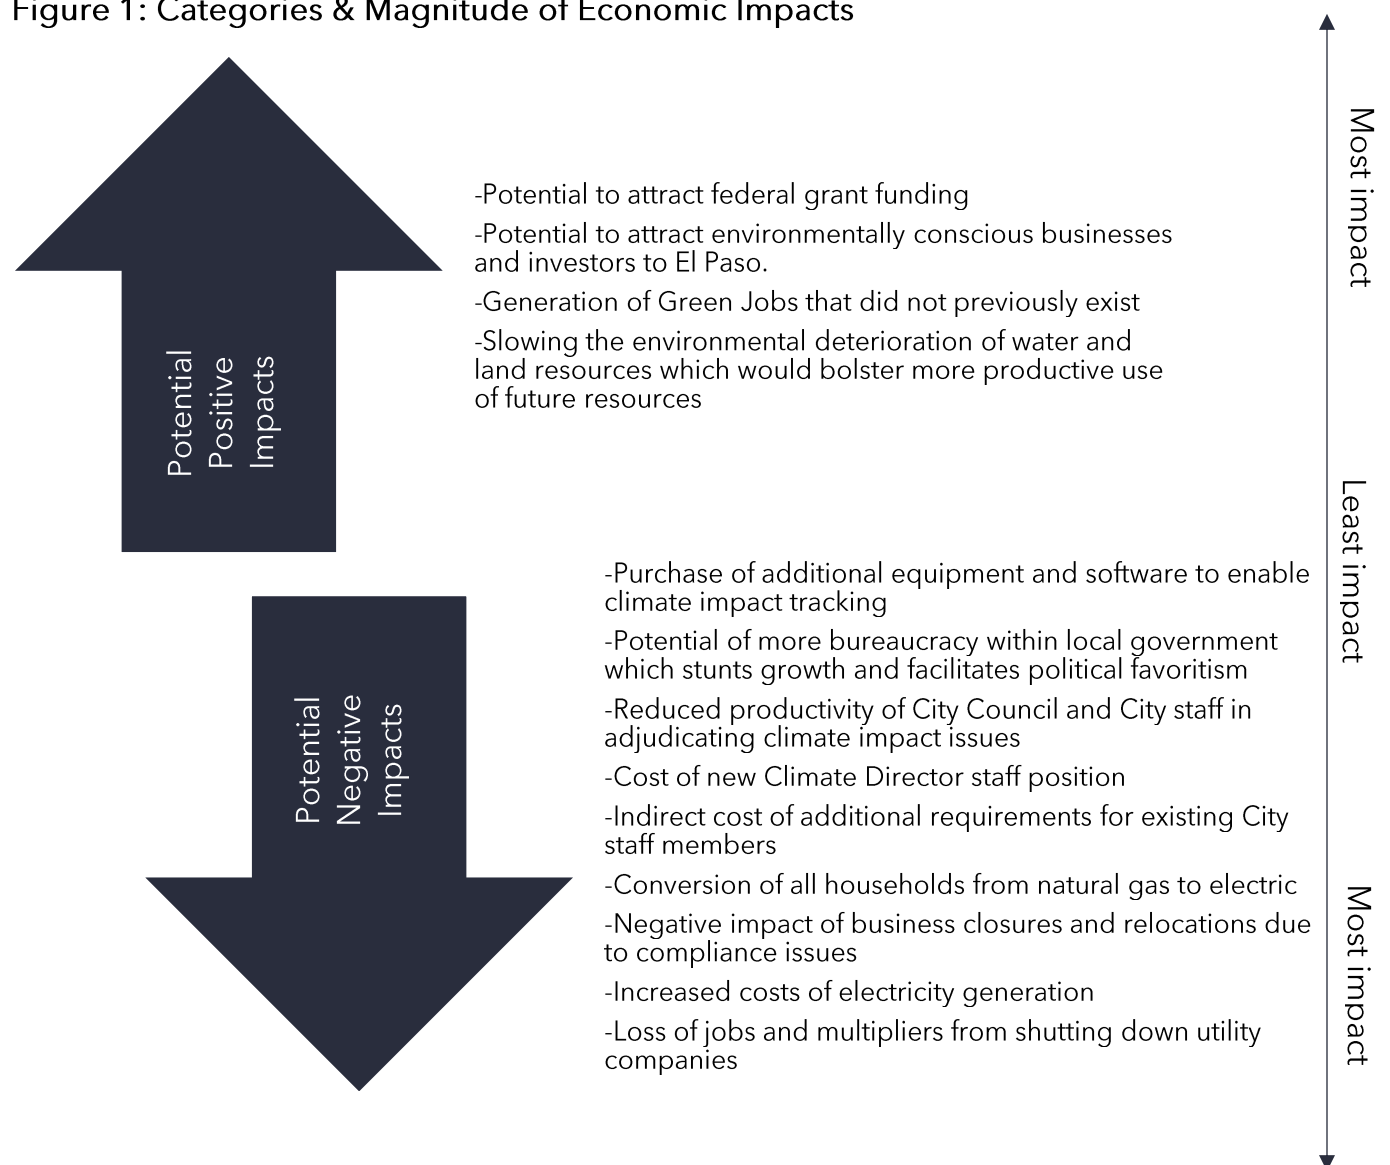 Figure 1: Categories & Magnitude of Economic Impacts
Potential
Positive
Impacts
-Potential to attract federal grant funding
-Potential to attract environmentally conscious businesses
and investors to El Paso.
-Generation of Green Jobs that did not previously exist
-Slowing the environmental deterioration of water and
land resources which would bolster more productive use
of future resources
Most impact
Least impact
Potential
Negative
Impacts
-Purchase of additional equipment and software to enable
climate impact tracking
-Potential of more bureaucracy within local government
which stunts growth and facilitates political favoritism
-Reduced productivity of City Council and City staff in
adjudicating climate impact issues
-Cost of new Climate Director staff position
-Indirect cost of additional requirements for existing City
staff members
-Conversion of all households from natural gas to electric
-Negative impact of business closures and relocations due
to compliance issues
-Increased costs of electricity generation
-Loss of jobs and multipliers from shutting down utility
companies
Most impact